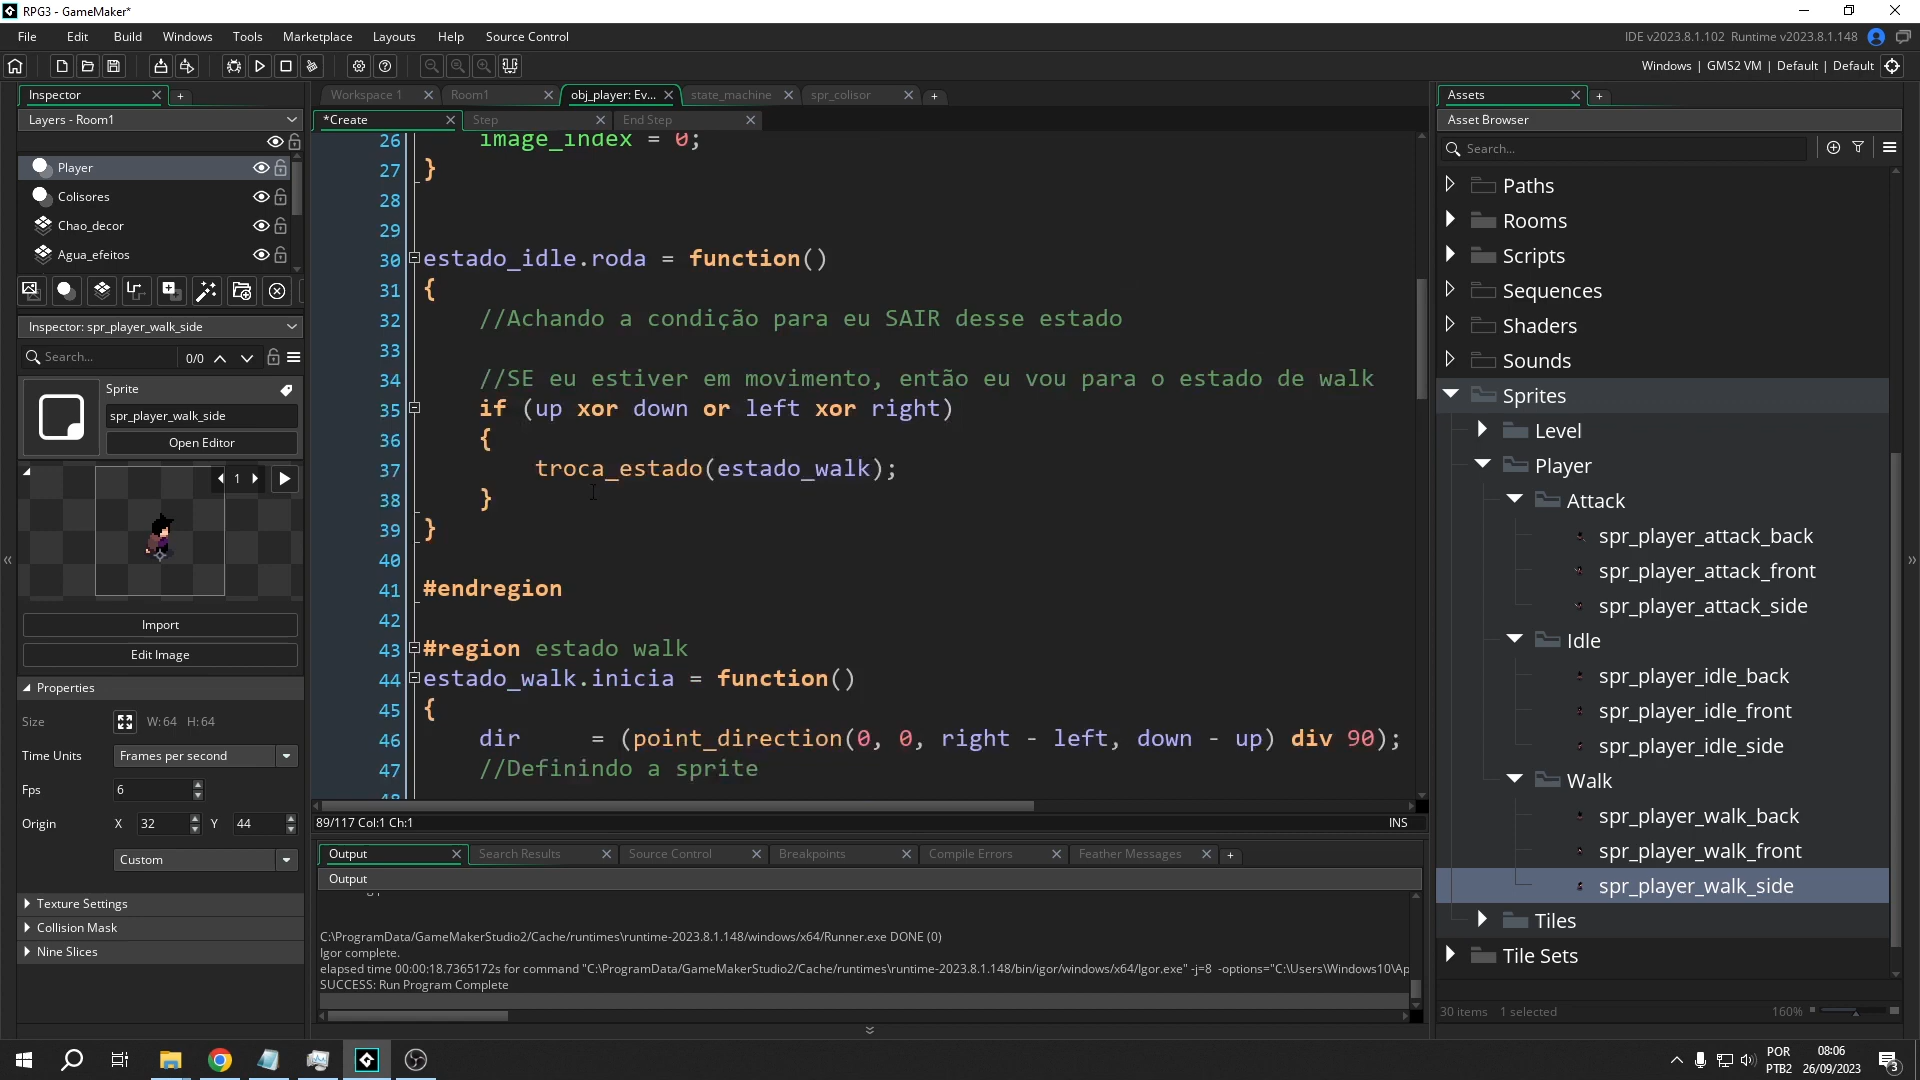 RPG3 - GameMaker*
File Edit Build Windows Tools Marketplace Layouts Help Source Control
IDE v2023.8.1.102 Runtime v2023.8.1.148
Windows | GMS2 VM | Default | Default
Inspector
Layers - Room1
Player
Colisores
Chao_decor
Agua_efeitos
Inspector: spr_player_walk_side
Search...
0/0
Sprite
spr_player_walk_side
Open Editor
1
Import
Edit Image
Properties
Size W:64 H:64
Time Units Frames per second
Fps 6
Origin X 32 Y 44
Custom
Texture Settings
Collision Mask
Nine Slices
Workspace 1
Room1
obj_player: Ev...
state_machine
spr_colisor
*Create
Step
End Step
26 image_index = 0;
27 }
28
29
30 estado_idle.roda = function()
31 {
32 //Achando a condição para eu SAIR desse estado
33
34 //SE eu estiver em movimento, então eu vou para o estado de walk
35 if (up xor down or left xor right)
36 {
37 troca_estado(estado_walk);
38 }
39 }
40
41 #endregion
42
43 #region estado walk
44 estado_walk.inicia = function()
45 {
46 dir = (point_direction(0, 0, right - left, down - up) div 90);
47 //Definindo a sprite
89/117 Col:1 Ch:1
INS
Output
Search Results
Source Control
Breakpoints
Compile Errors
Feather Messages
Output
C:\ProgramData/GameMakerStudio2/Cache/runtimes\runtime-2023.8.1.148/windows/x64/Runner.exe DONE (0)
Igor complete.
elapsed time 00:00:18.7365172s for command "C:\ProgramData/GameMakerStudio2/Cache/runtimes\runtime-2023.8.1.148/bin/igor/windows/x64/Igor.exe" -j=8 -options="C:\Users\Windows10\Ap
SUCCESS: Run Program Complete
Assets
Asset Browser
Search...
Paths
Rooms
Scripts
Sequences
Shaders
Sounds
Sprites
Level
Player
Attack
spr_player_attack_back
spr_player_attack_front
spr_player_attack_side
Idle
spr_player_idle_back
spr_player_idle_front
spr_player_idle_side
Walk
spr_player_walk_back
spr_player_walk_front
spr_player_walk_side
Tiles
Tile Sets
30 items 1 selected
160%
POR
PTB2
08:06
26/09/2023
3